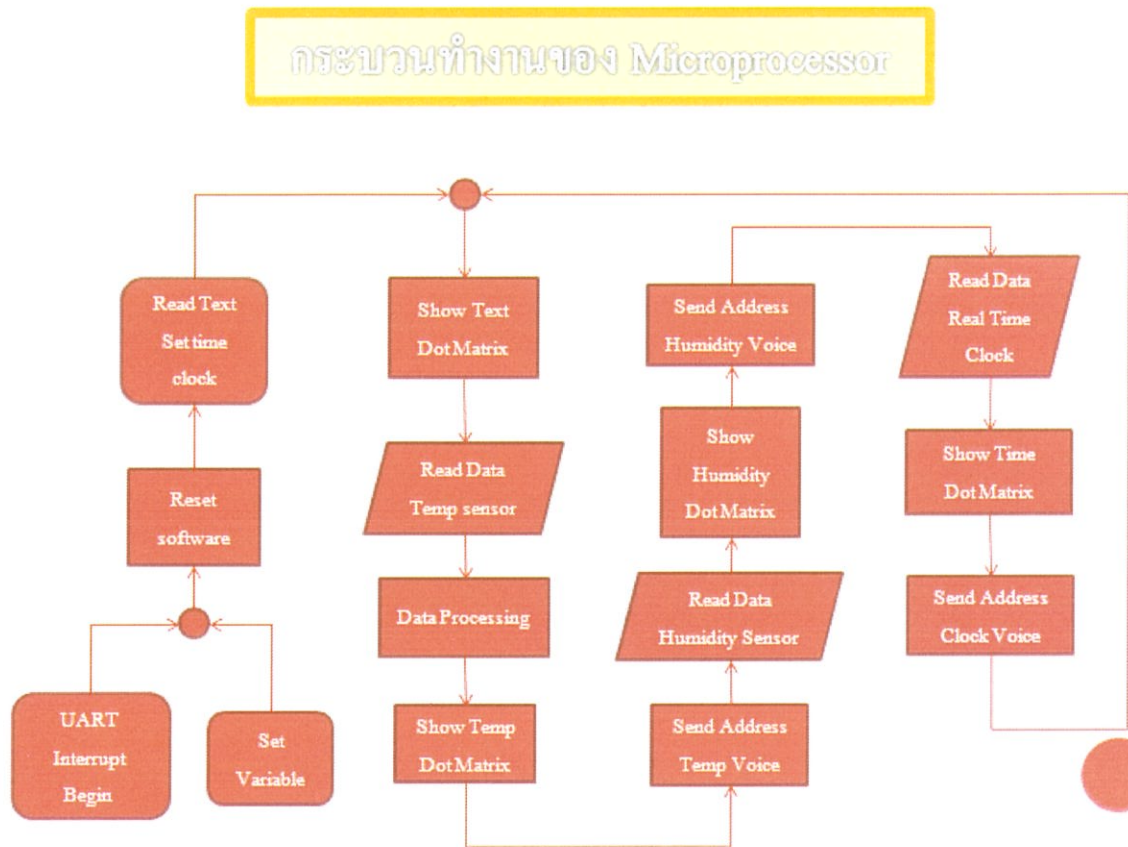 กระบวนทำงานของ Microprocessor
Read Text
Set time
clock
Reset
software
UART
Interrupt
Begin
Set
Variable
Show Text
Dot Matrix
Read Data
Temp sensor
Data Processing
Show Temp
Dot Matrix
Send Address
Temp Voice
Read Data
Humidity Sensor
Show
Humidity
Dot Matrix
Send Address
Humidity Voice
Read Data
Real Time
Clock
Show Time
Dot Matrix
Send Address
Clock Voice